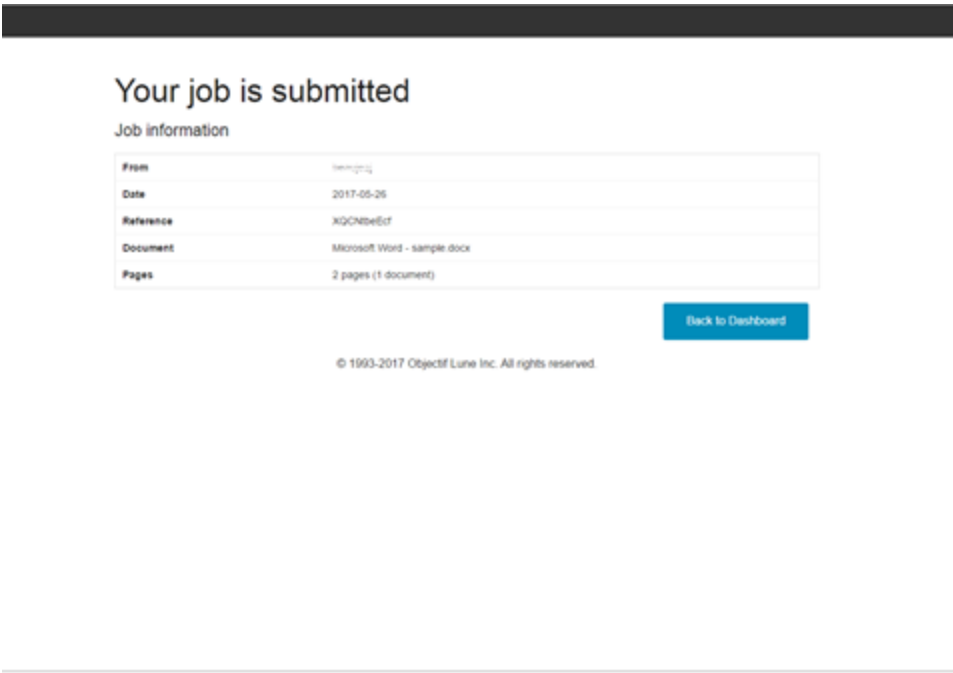 Your job is submitted
Job information
From
Date 2017-05-26
Reference
Document Microsoft Word - sample.docx
Pages 2 pages (1 document)
Back to Dashboard
© 1993-2017 Objectif Lune Inc. All rights reserved.